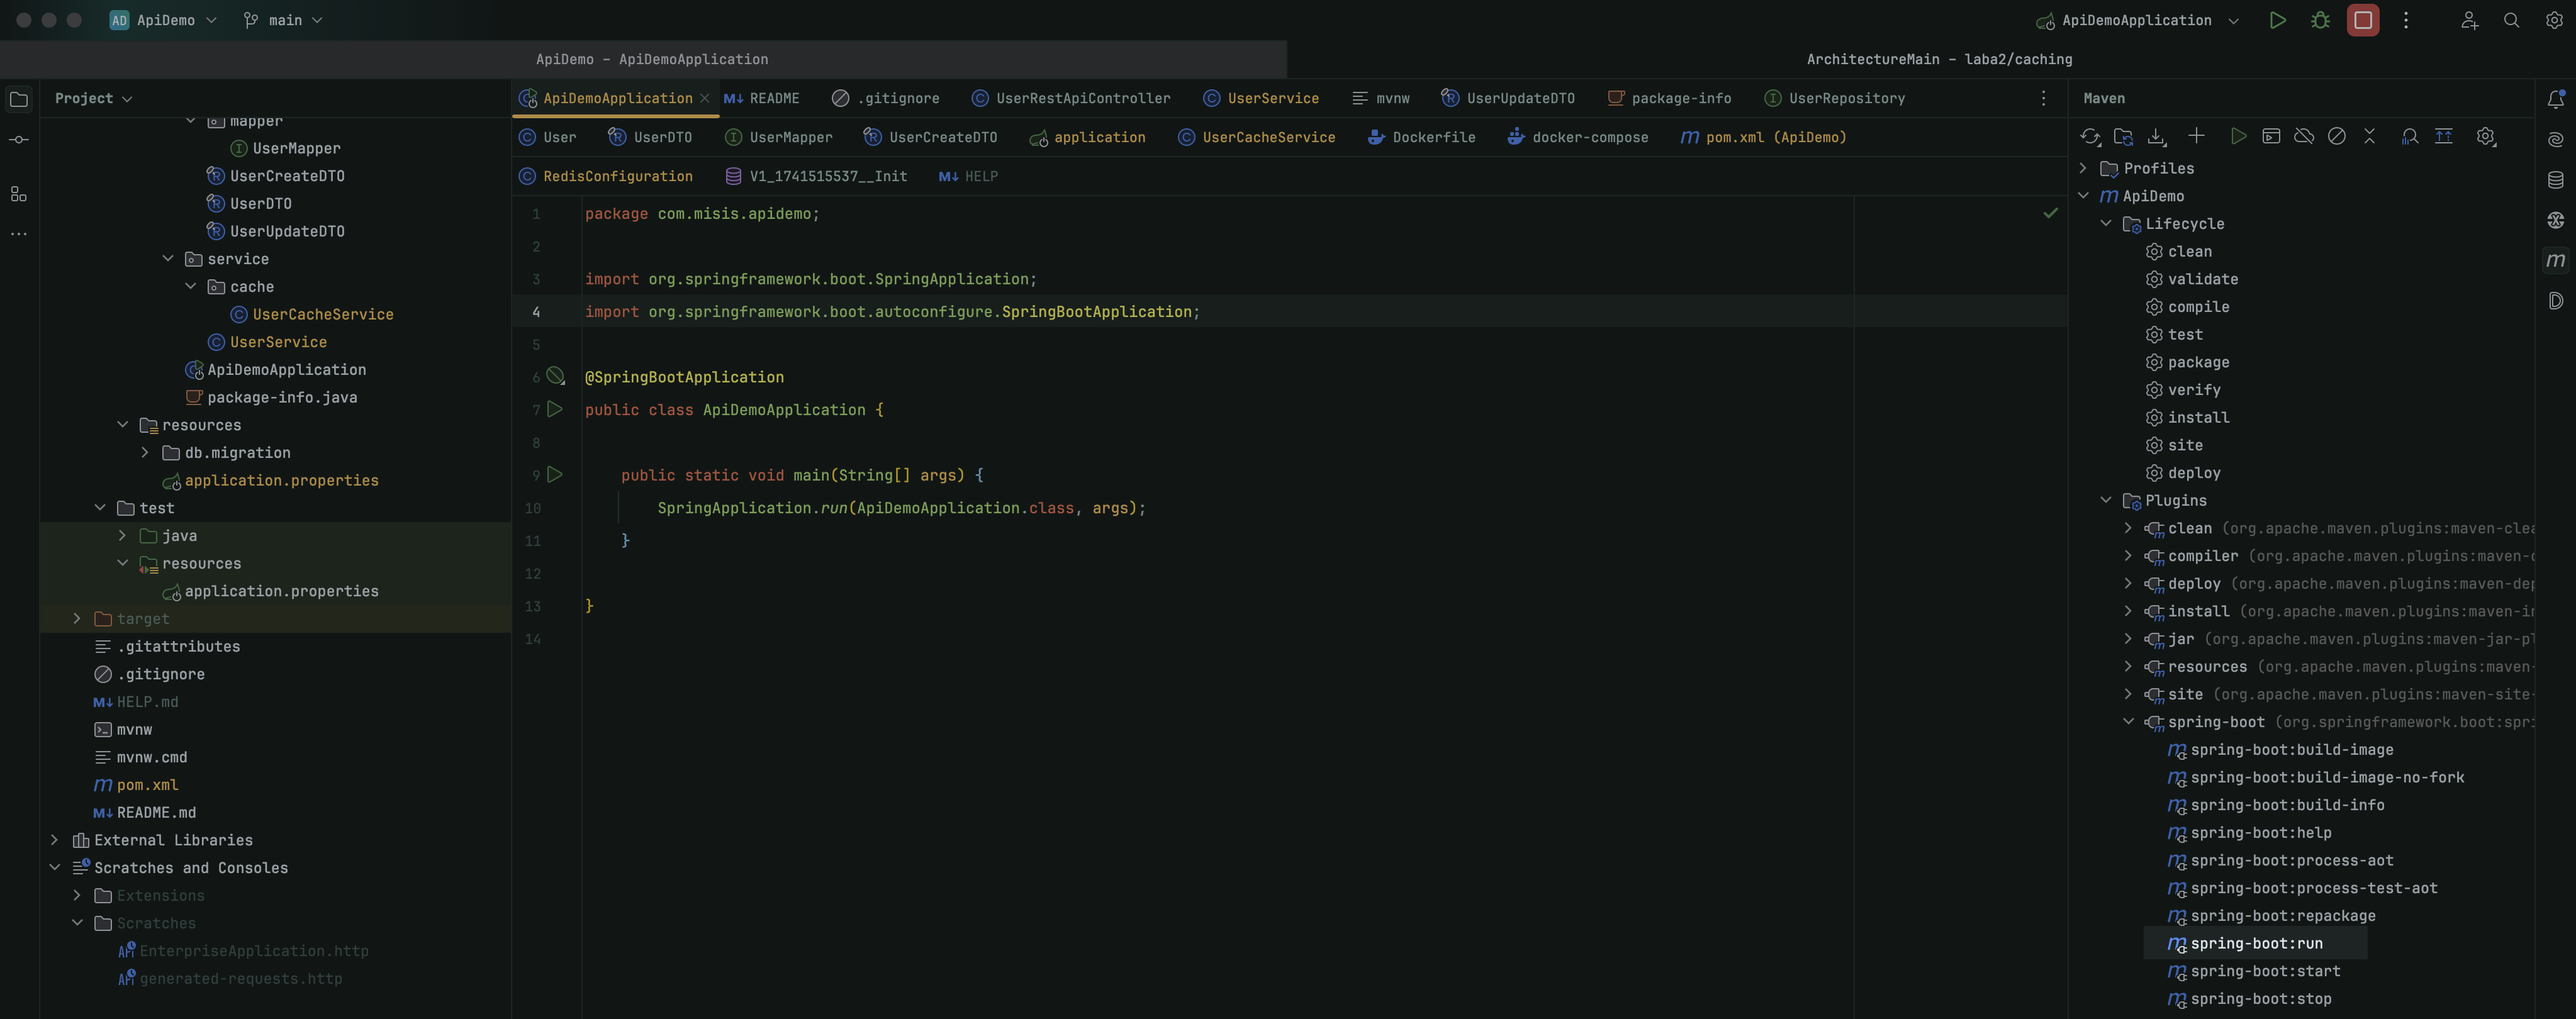 AD ApiDemo main ApiDemoApplication
ApiDemo – ApiDemoApplication ArchitectureMain – laba2/caching
Project
mapper
UserMapper
UserCreateDTO
UserDTO
UserUpdateDTO
service
cache
UserCacheService
UserService
ApiDemoApplication
package-info.java
resources
db.migration
application.properties
test
java
resources
application.properties
target
.gitattributes
.gitignore
M↓ HELP.md
mvnw
mvnw.cmd
m pom.xml
M↓ README.md
External Libraries
Scratches and Consoles
Extensions
Scratches
API EnterpriseApplication.http
API generated-requests.http
ApiDemoApplication M↓ README .gitignore UserRestApiController UserService mvnw UserUpdateDTO package-info UserRepository
User UserDTO UserMapper UserCreateDTO application UserCacheService Dockerfile docker-compose m pom.xml (ApiDemo)
RedisConfiguration V1_1741515537__Init M↓ HELP
1 package com.misis.apidemo;
2
3 import org.springframework.boot.SpringApplication;
4 import org.springframework.boot.autoconfigure.SpringBootApplication;
5
6 @SpringBootApplication
7 public class ApiDemoApplication {
8
9 public static void main(String[] args) {
10 SpringApplication.run(ApiDemoApplication.class, args);
11 }
12
13 }
14
Maven
Profiles
m ApiDemo
Lifecycle
clean
validate
compile
test
package
verify
install
site
deploy
Plugins
clean (org.apache.maven.plugins:maven-clea
compiler (org.apache.maven.plugins:maven-c
deploy (org.apache.maven.plugins:maven-dep
install (org.apache.maven.plugins:maven-in
jar (org.apache.maven.plugins:maven-jar-pl
resources (org.apache.maven.plugins:maven-
site (org.apache.maven.plugins:maven-site-
spring-boot (org.springframework.boot:spri
spring-boot:build-image
spring-boot:build-image-no-fork
spring-boot:build-info
spring-boot:help
spring-boot:process-aot
spring-boot:process-test-aot
spring-boot:repackage
spring-boot:run
spring-boot:start
spring-boot:stop